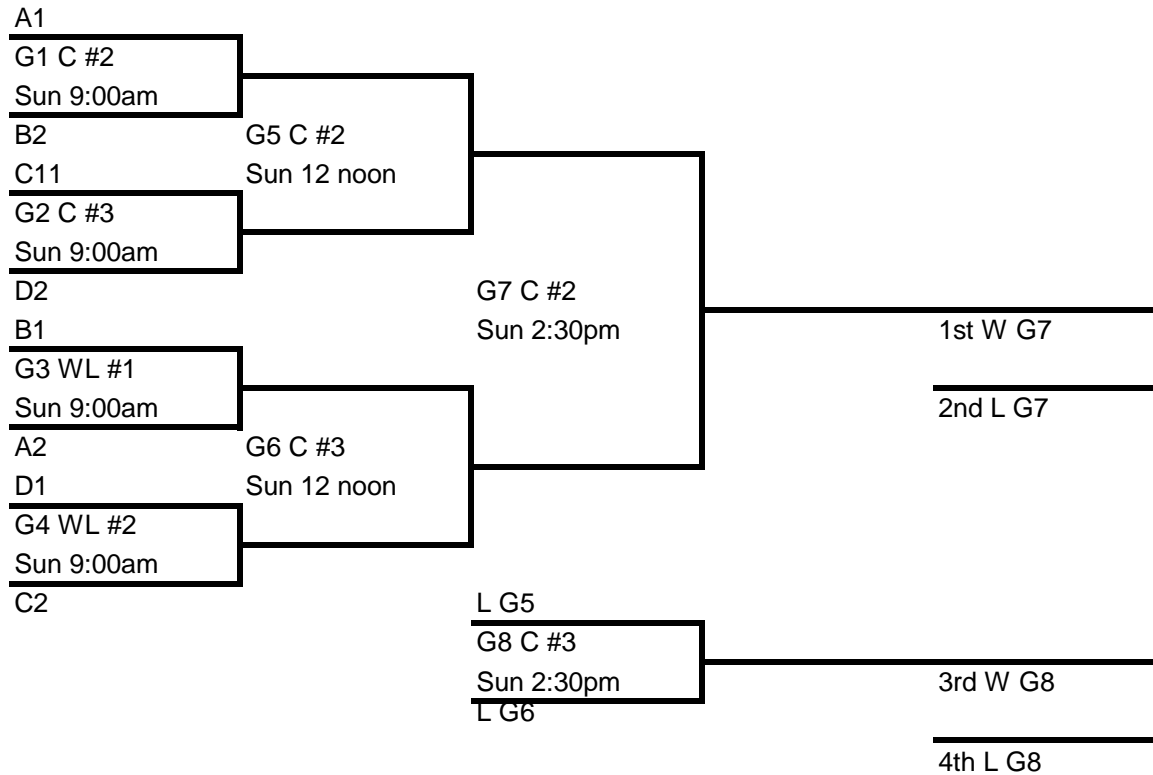 A1
G1 C #2
Sun 9:00am
B2
G5 C #2
C11
Sun 12 noon
G2 C #3
Sun 9:00am
D2
G7 C #2
B1
Sun 2:30pm
1st W G7
G3 WL #1
Sun 9:00am
2nd L G7
A2
G6 C #3
D1
Sun 12 noon
G4 WL #2
Sun 9:00am
C2
L G5
G8 C #3
Sun 2:30pm
3rd W G8
L G6
4th L G8